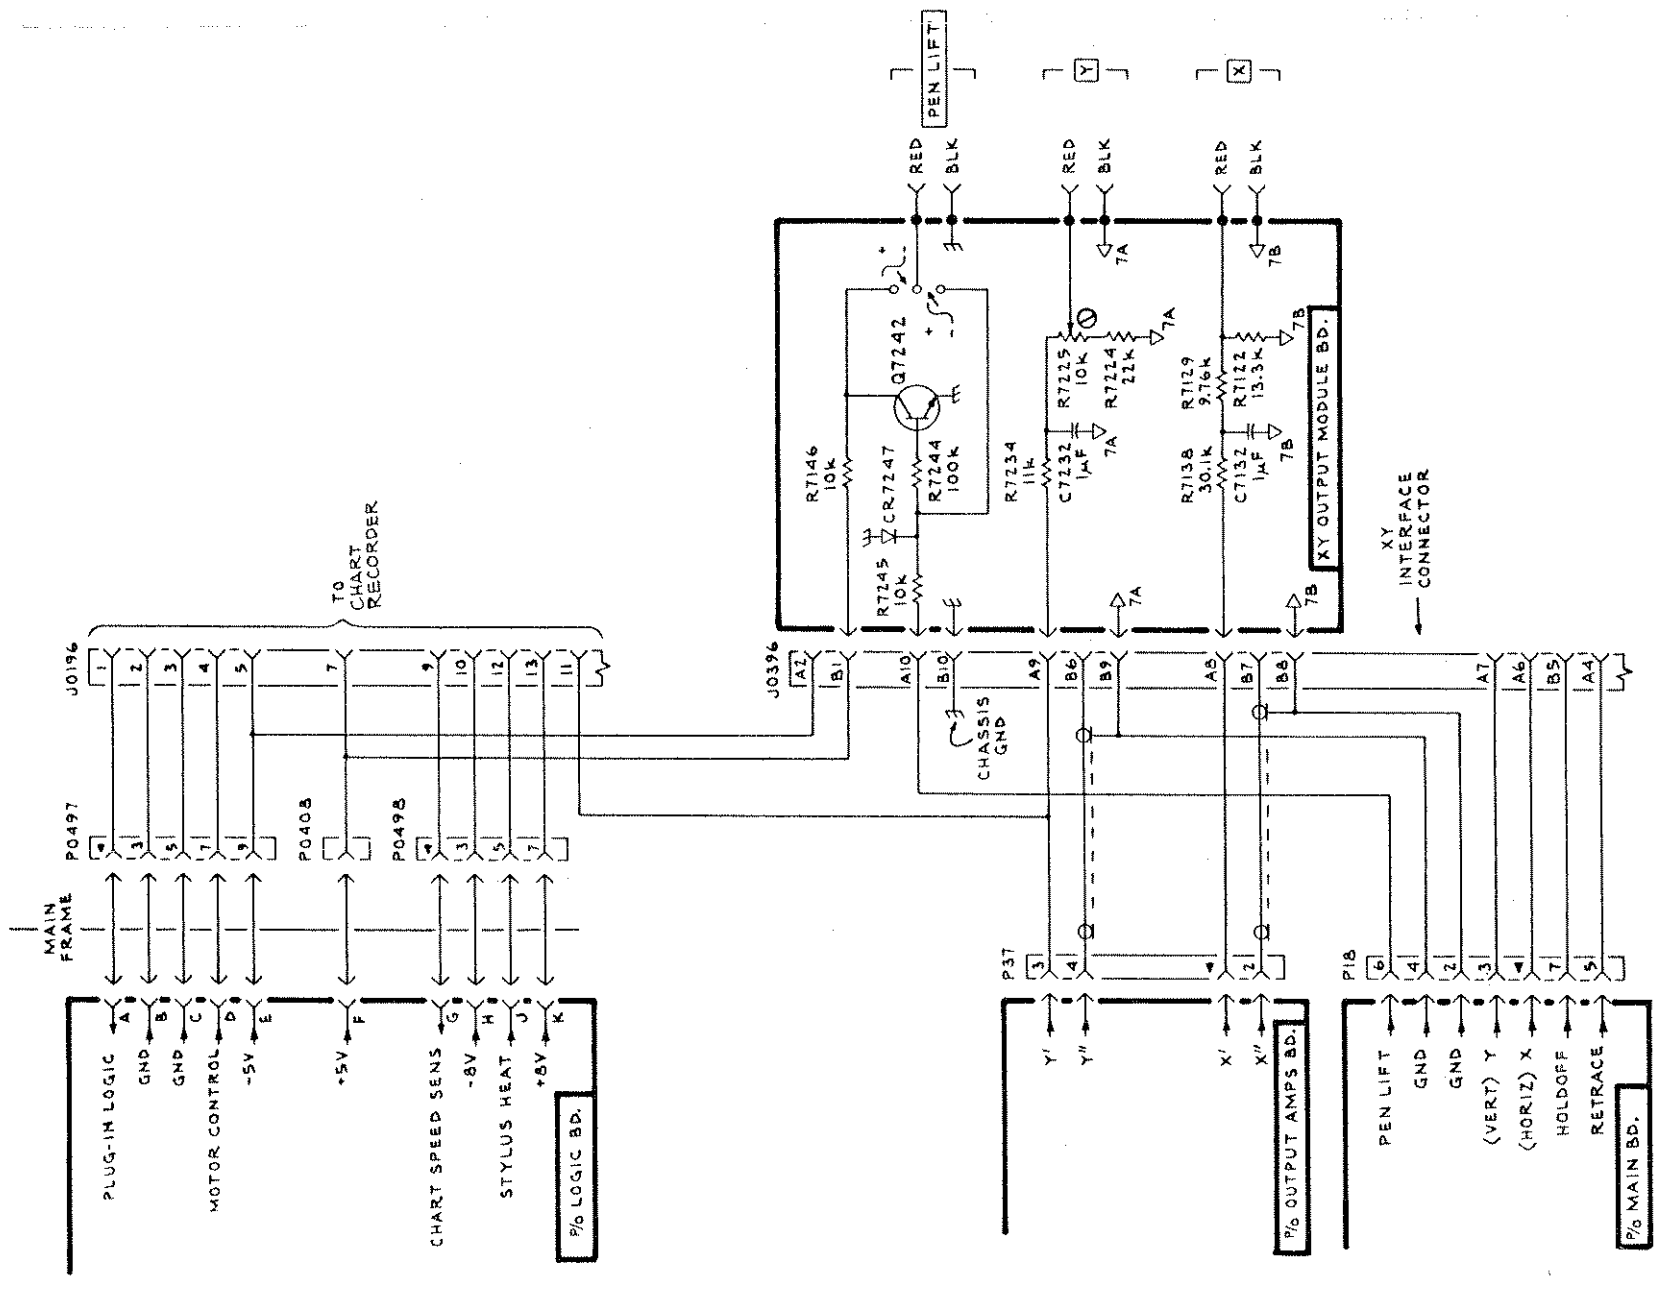 PEN LIFT
Y
X
RED
BLK
RED
BLK
RED
BLK
+
-
+
-
Q7242
R7146
10K
CR7247
R7244
100K
R7245
10K
7A
7A
7A
7A
R7225
10K
R7224
22K
R7234
11K
C7232
1µF
7B
7B
7B
7B
R7129
9.76K
R7122
13.3K
R7138
30.1K
C7132
1µF
XY OUTPUT MODULE BD.
XY
INTERFACE
CONNECTOR
TO
CHART
RECORDER
J0196
1
2
3
4
5
7
9
10
12
13
11
J0396
A2
B1
A10
B10
A9
B6
B9
A8
B7
B8
A7
A6
B5
A4
CHASSIS
GND
P0497
3
5
7
9
P0408
P0498
3
5
7
MAIN
FRAME
A
B
C
D
E
F
G
H
J
K
PLUG-IN LOGIC
GND
GND
MOTOR CONTROL
-5V
+5V
CHART SPEED SENS
-8V
STYLUS HEAT
+8V
P/O LOGIC BD.
P37
3
4
2
Y'
Y"
X'
X"
P/O OUTPUT AMPS BD.
P18
6
4
2
3
7
5
PEN LIFT
GND
GND
(VERT) Y
(HORIZ) X
HOLDOFF
RETRACE
P/O MAIN BD.